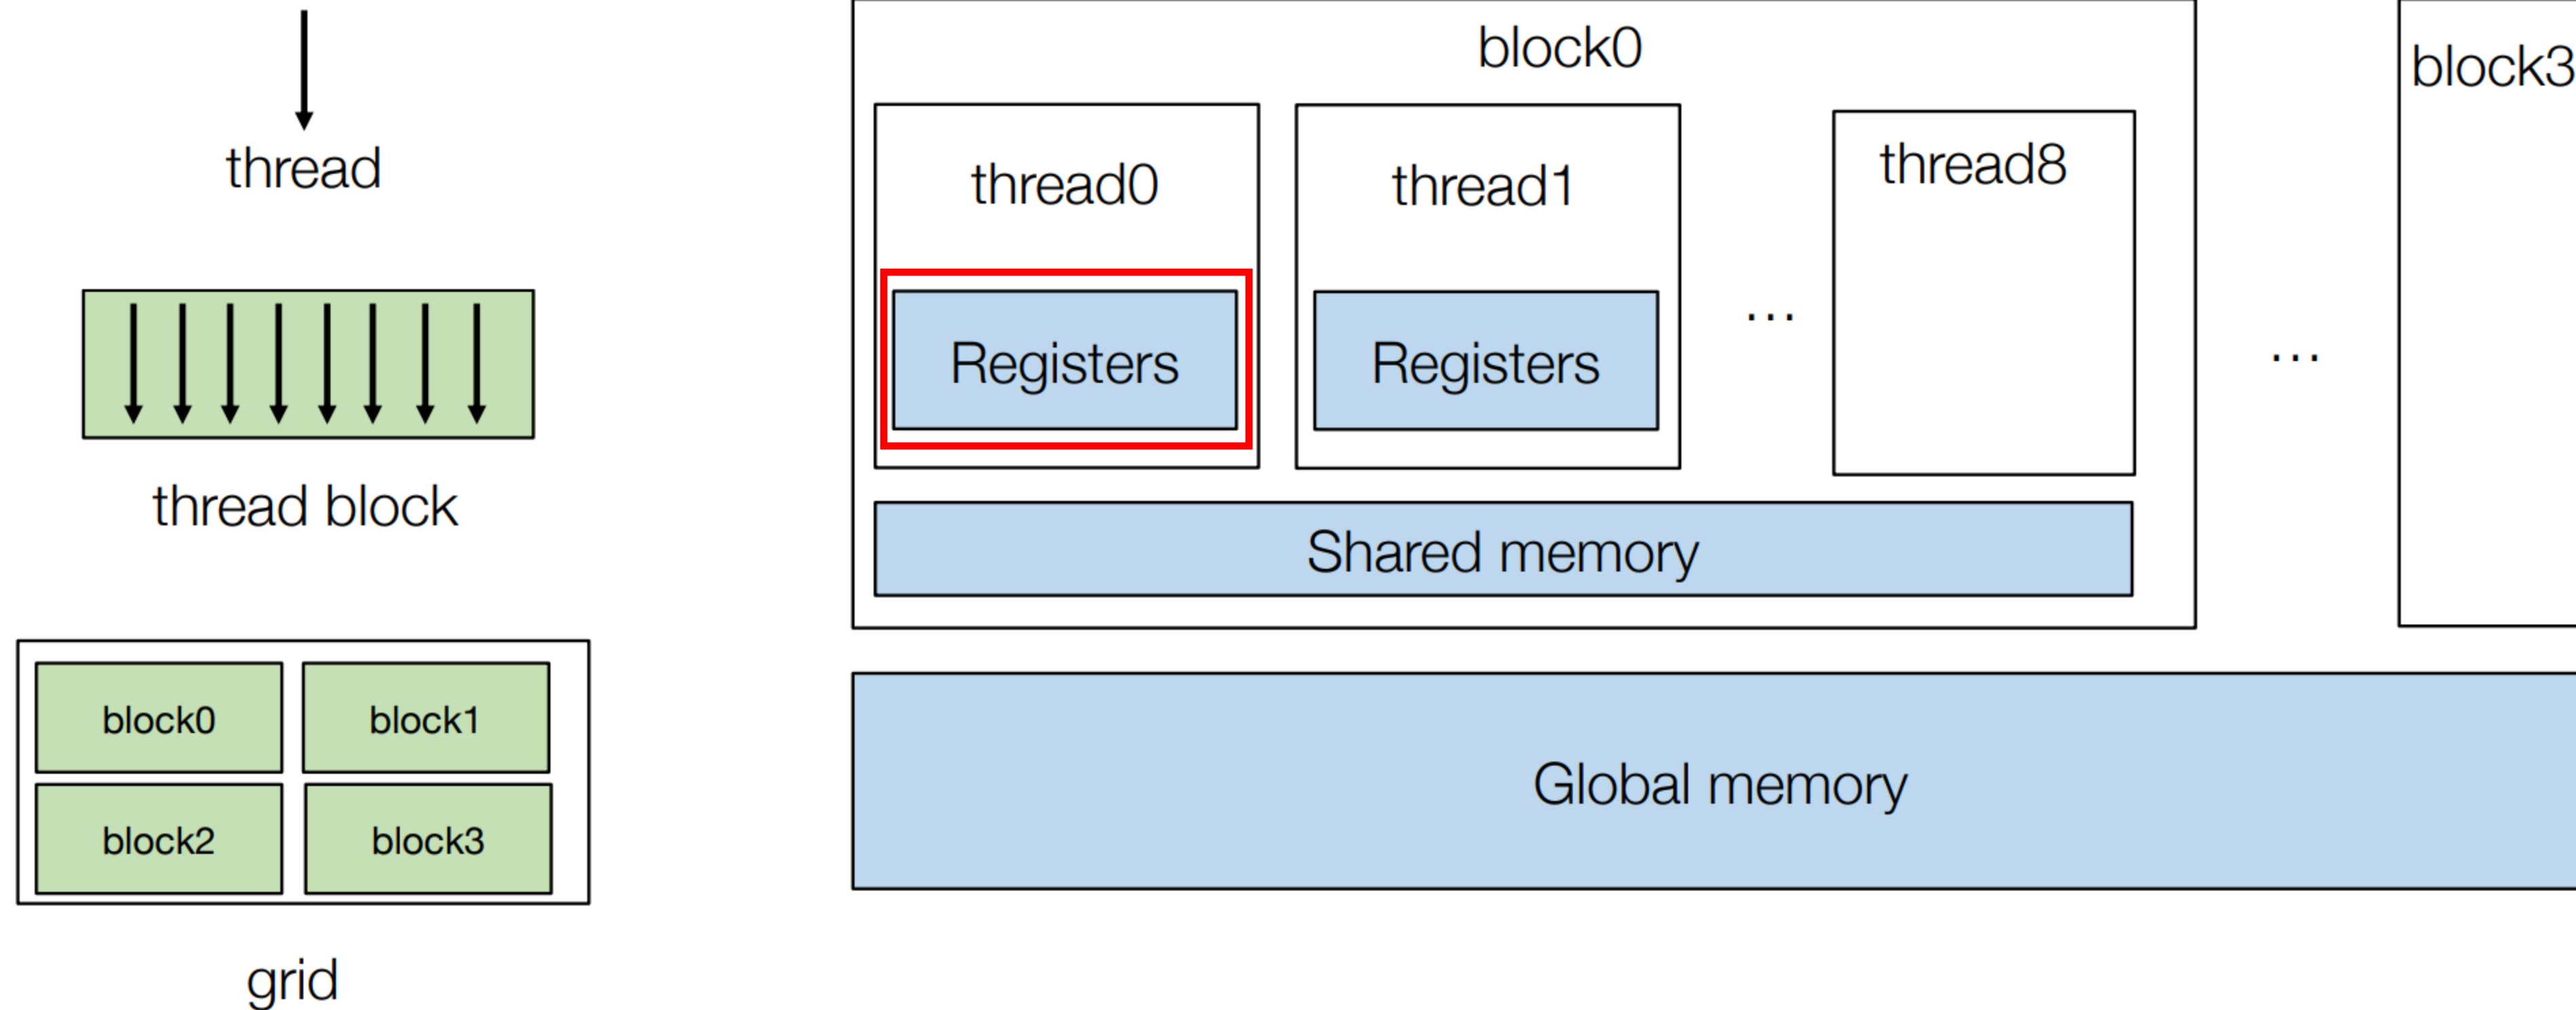 thread
thread block
block0
block1
block2
block3
grid
block0
thread0
thread1
thread8
Registers
Registers
...
Shared memory
...
block3
Global memory